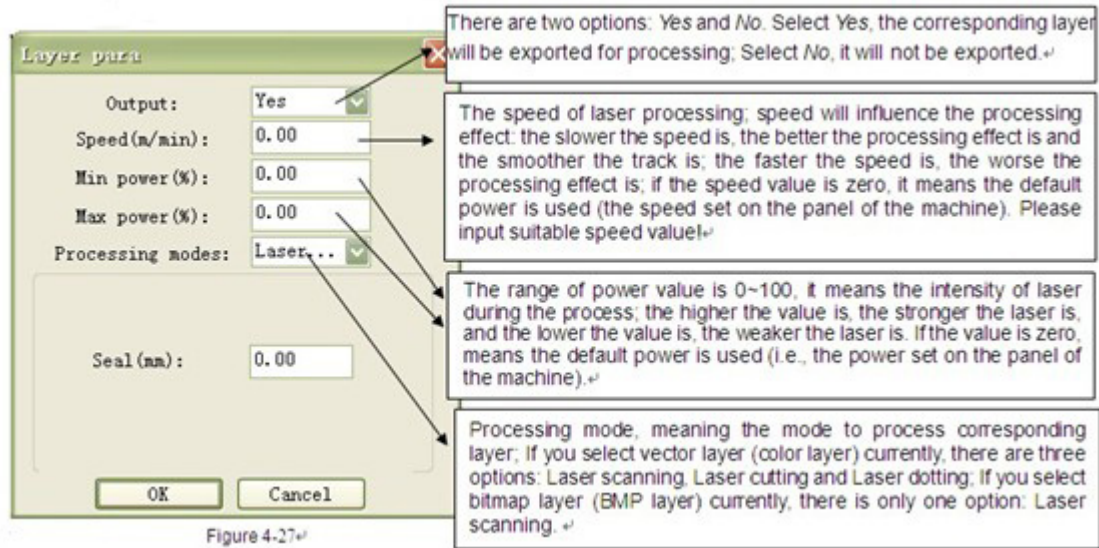 There are two options: Yes and No. Select Yes, the corresponding layer
will be exported for processing; Select No, it will not be exported.↵
Layer para
Output: Yes
Speed(m/min): 0.00
Min power(%): 0.00
Max power(%): 0.00
Processing modes: Laser...
Seal(mm): 0.00
OK Cancel
Figure 4-27↵
The speed of laser processing; speed will influence the processing
effect: the slower the speed is, the better the processing effect is and
the smoother the track is; the faster the speed is, the worse the
processing effect is; if the speed value is zero, it means the default
power is used (the speed set on the panel of the machine). Please
input suitable speed value!↵
The range of power value is 0~100, it means the intensity of laser
during the process; the higher the value is, the stronger the laser is,
and the lower the value is, the weaker the laser is. If the value is zero,
means the default power is used (i.e., the power set on the panel of
the machine).↵
Processing mode, meaning the mode to process corresponding
layer; If you select vector layer (color layer) currently, there are three
options: Laser scanning, Laser cutting and Laser dotting; If you select
bitmap layer (BMP layer) currently, there is only one option: Laser
scanning. ↵